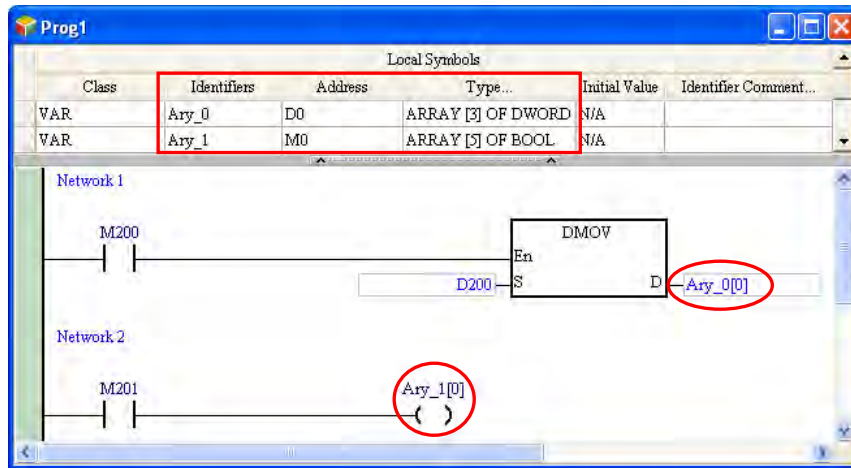 Prog1
Local Symbols
Class Identifiers Address Type... Initial Value Identifier Comment...
VAR Ary_0 D0 ARRAY [3] OF DWORD N/A
VAR Ary_1 M0 ARRAY [5] OF BOOL N/A
Network 1
M200
DMOV
En
D200 S D Ary_0[0]
Network 2
M201 Ary_1[0]